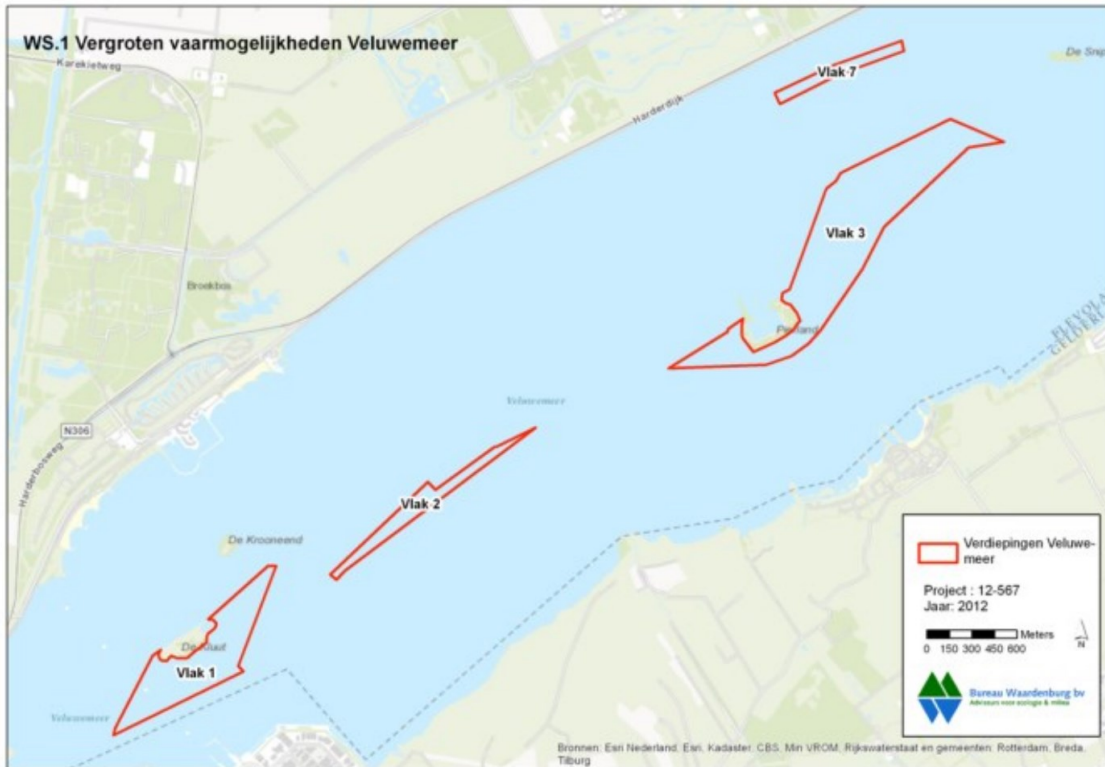 WS.1 Vergroten vaarmogelijkheden Veluwemeer
Karekietweg
De Snip
Vlak 7
Harderdijk
Vlak 3
Broekbos
Pierland
FLEVOLA
GELDERL
Veluwemeer
N306
Harderbosweg
Vlak 2
De Krooneend
De Kluut
Vlak 1
Veluwemeer
Verdiepingen Veluwe-
meer
Project : 12-567
Jaar: 2012
Meters
0 150 300 450 600
N
Bureau Waardenburg bv
Adviseurs voor ecologie & milieu
Bronnen: Esri Nederland, Esri, Kadaster, CBS, Min VROM, Rijkswaterstaat en gemeenten: Rotterdam, Breda,
Tilburg